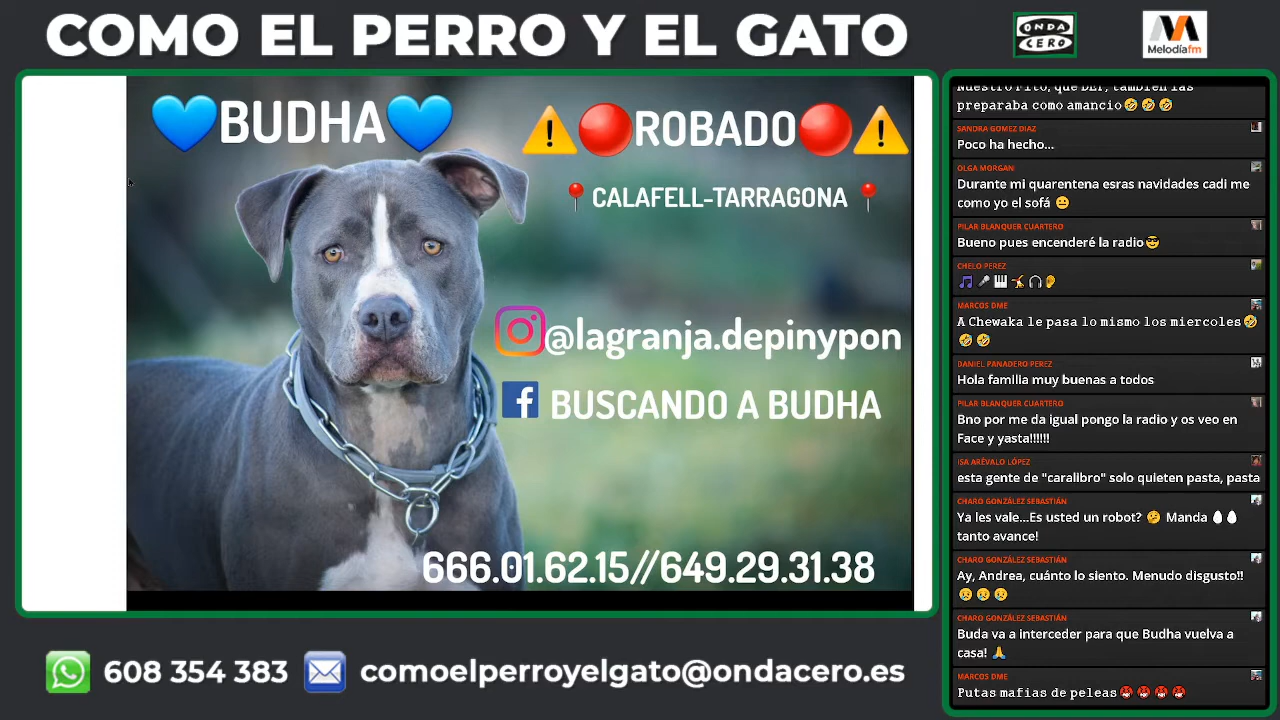 COMO EL PERRO Y EL GATO
ONDA
CERO
Melodíafm
💙BUDHA💙
⚠️🔴ROBADO🔴⚠️
📍CALAFELL-TARRAGONA📍
@lagranja.depinypon
f BUSCANDO A BUDHA
666.01.62.15//649.29.31.38
608 354 383
comoelperroyelgato@ondacero.es
preparaba como amancio🤣🤣🤣
SANDRA GOMEZ DIAZ
Poco ha hecho...
OLGA MORGAN
Durante mi quarentena esras navidades cadi me
como yo el sofá 😐
PILAR BLANQUER CUARTERO
Bueno pues encenderé la radio😎
CHELO PEREZ
🎵🎤🎹🤸🎧👂
MARCOS DME
A Chewaka le pasa lo mismo los miercoles🤣
🤣🤣
DANIEL PANADERO PEREZ
Hola familla muy buenas a todos
PILAR BLANQUER CUARTERO
Bno por me da igual pongo la radio y os veo en
Face y yasta!!!!!!
ISA ARÉVALO LÓPEZ
esta gente de "carallbro" solo quieten pasta, pasta
CHARO GONZÁLEZ SEBASTIÁN
Ya les vale...Es usted un robot? 🤨 Manda 🥚🥚
tanto avance!
CHARO GONZÁLEZ SEBASTIÁN
Ay, Andrea, cuánto lo siento. Menudo disgusto!!
😥😥😥
CHARO GONZÁLEZ SEBASTIÁN
Buda va a interceder para que Budha vuelva a
casa! 🙏
MARCOS DME
Putas mafias de peleas🤬🤬🤬🤬